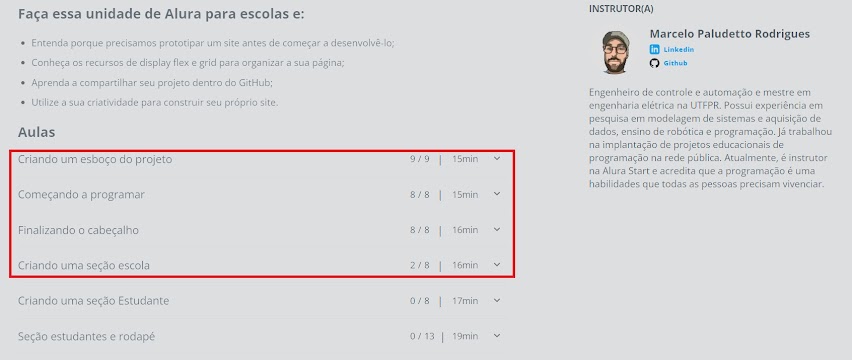 Faça essa unidade de Alura para escolas e:
Entenda porque precisamos prototipar um site antes de começar a desenvolvê-lo;
Conheça os recursos de display flex e grid para organizar a sua página;
Aprenda a compartilhar seu projeto dentro do GitHub;
Utilize a sua criatividade para construir seu próprio site.
Aulas
Criando um esboço do projeto 9 / 9 | 15min
Começando a programar 8 / 8 | 15min
Finalizando o cabeçalho 8 / 8 | 16min
Criando uma seção escola 2 / 8 | 16min
Criando uma seção Estudante 0 / 8 | 17min
Seção estudantes e rodapé 0 / 13 | 19min
INSTRUTOR(A)
Marcelo Paludetto Rodrigues
Linkedin
Github
Engenheiro de controle e automação e mestre em
engenharia elétrica na UTFPR. Possui experiência em
pesquisa em modelagem de sistemas e aquisição de
dados, ensino de robótica e programação. Já trabalhou
na implantação de projetos educacionais de
programação na rede pública. Atualmente, é instrutor
na Alura Start e acredita que a programação é uma
habilidades que todas as pessoas precisam vivenciar.